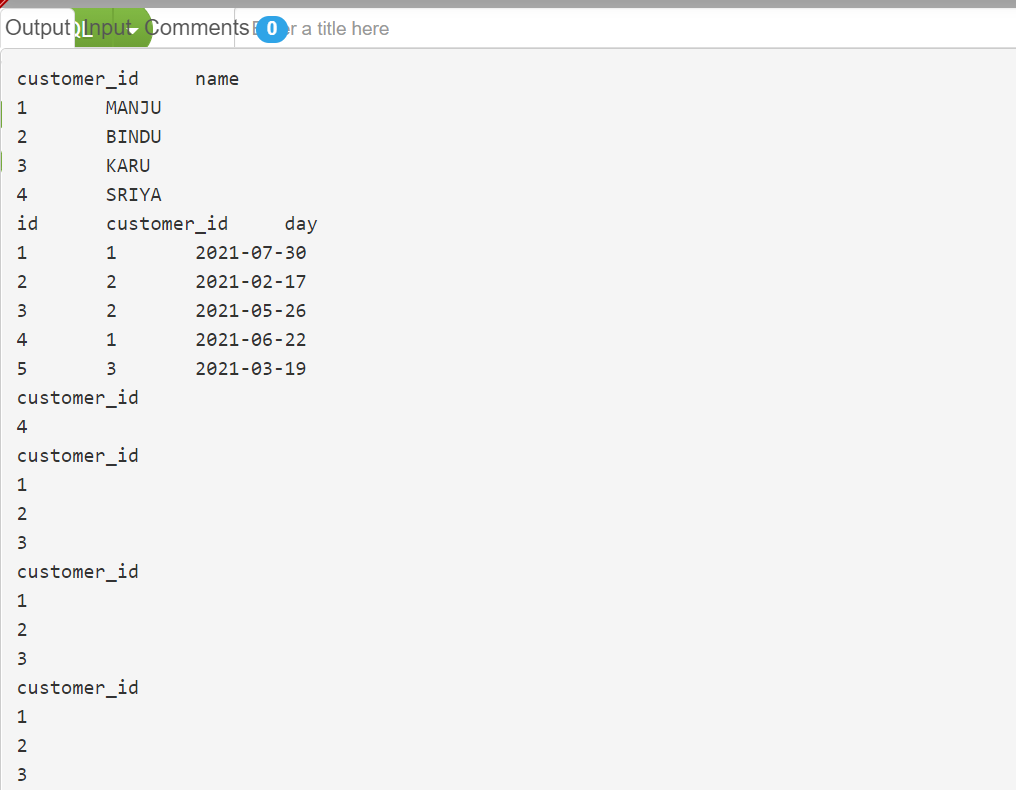 Output QL Input Comments 0 r a title here
customer_id name
1 MANJU
2 BINDU
3 KARU
4 SRIYA
id customer_id day
1 1 2021-07-30
2 2 2021-02-17
3 2 2021-05-26
4 1 2021-06-22
5 3 2021-03-19
customer_id
4
customer_id
1
2
3
customer_id
1
2
3
customer_id
1
2
3